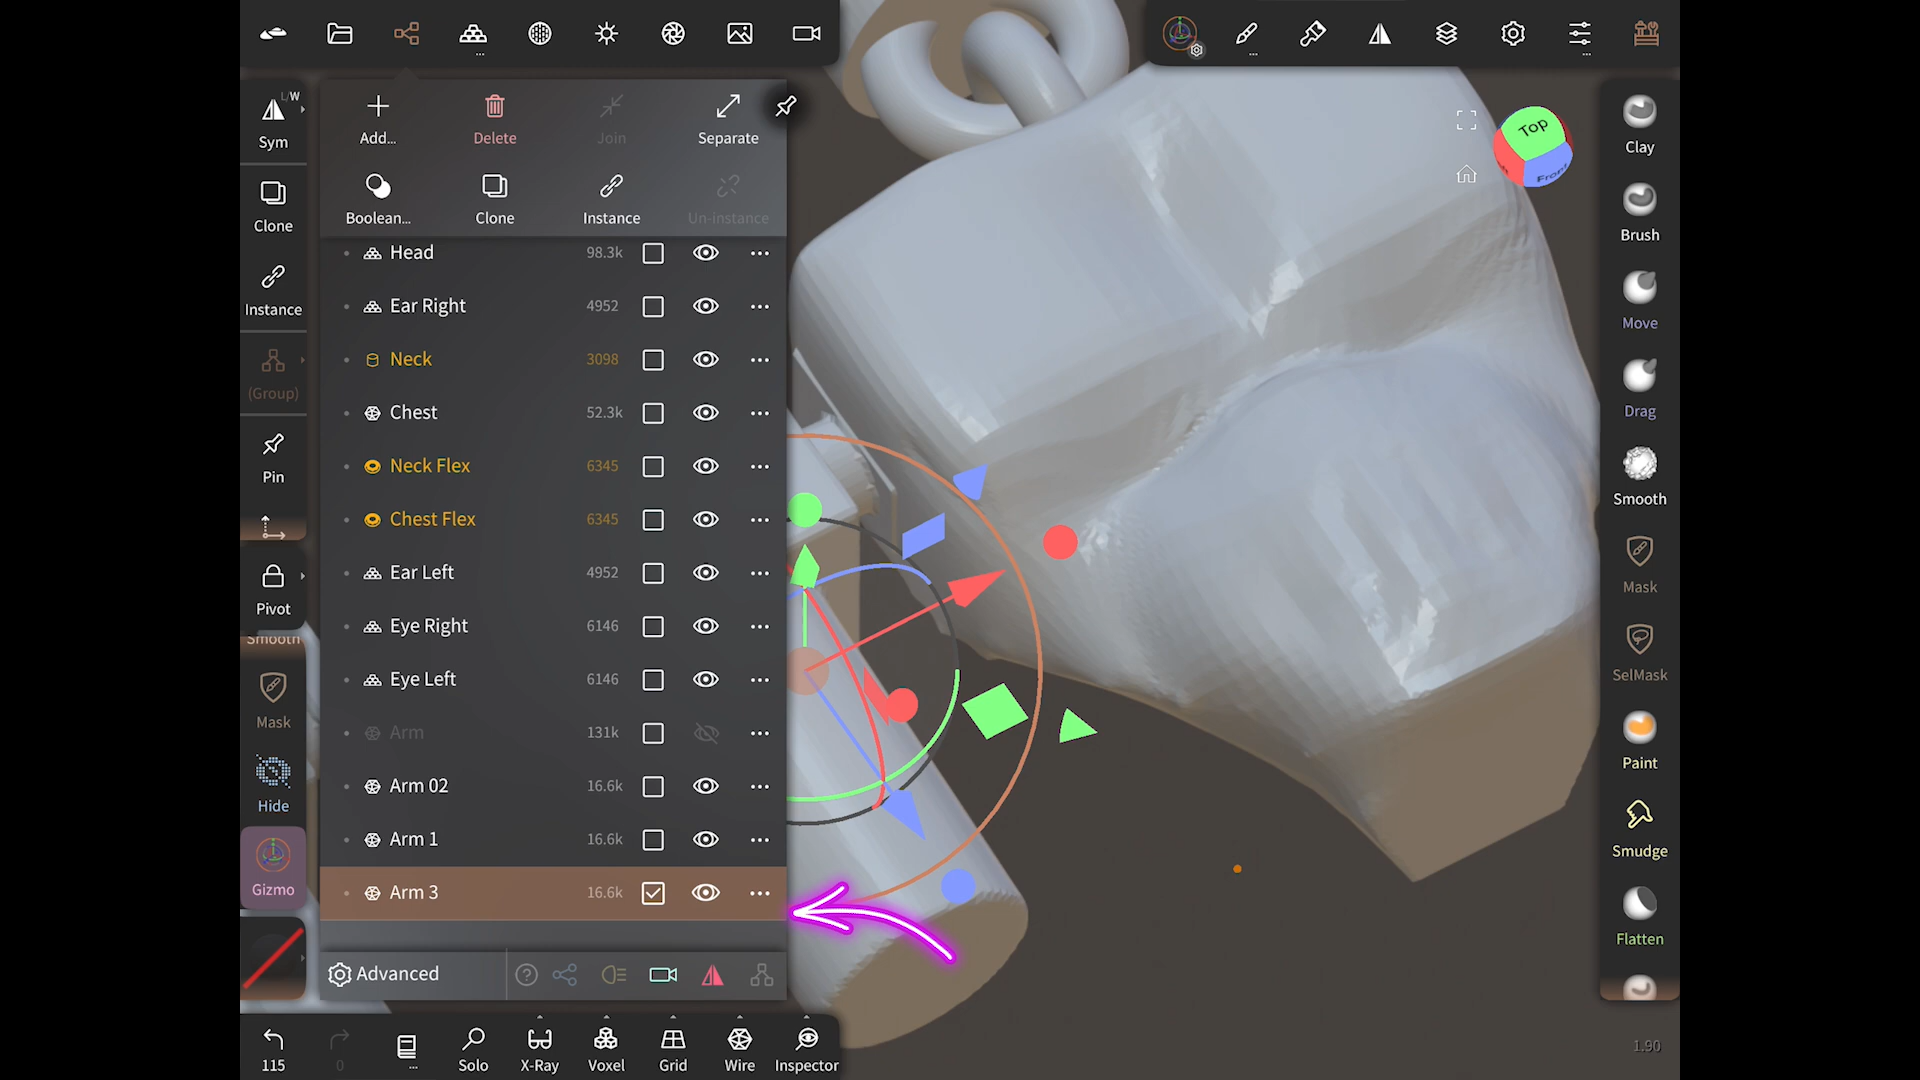 L/W
Sym
Clone
Instance
(Group)
Pin
Pivot
Smooth
Mask
Hide
Gizmo
Add...
Delete
Join
Separate
Boolean...
Clone
Instance
Un-instance
Head 98.3k
Ear Right 4952
Neck 3098
Chest 52.3k
Neck Flex 6345
Chest Flex 6345
Ear Left 4952
Eye Right 6146
Eye Left 6146
Arm 131k
Arm 02 16.6k
Arm 1 16.6k
Arm 3 16.6k
Advanced
115
0
Solo
X-Ray
Voxel
Grid
Wire
Inspector
Top
Front
Clay
Brush
Move
Drag
Smooth
Mask
SelMask
Paint
Smudge
Flatten
1.90